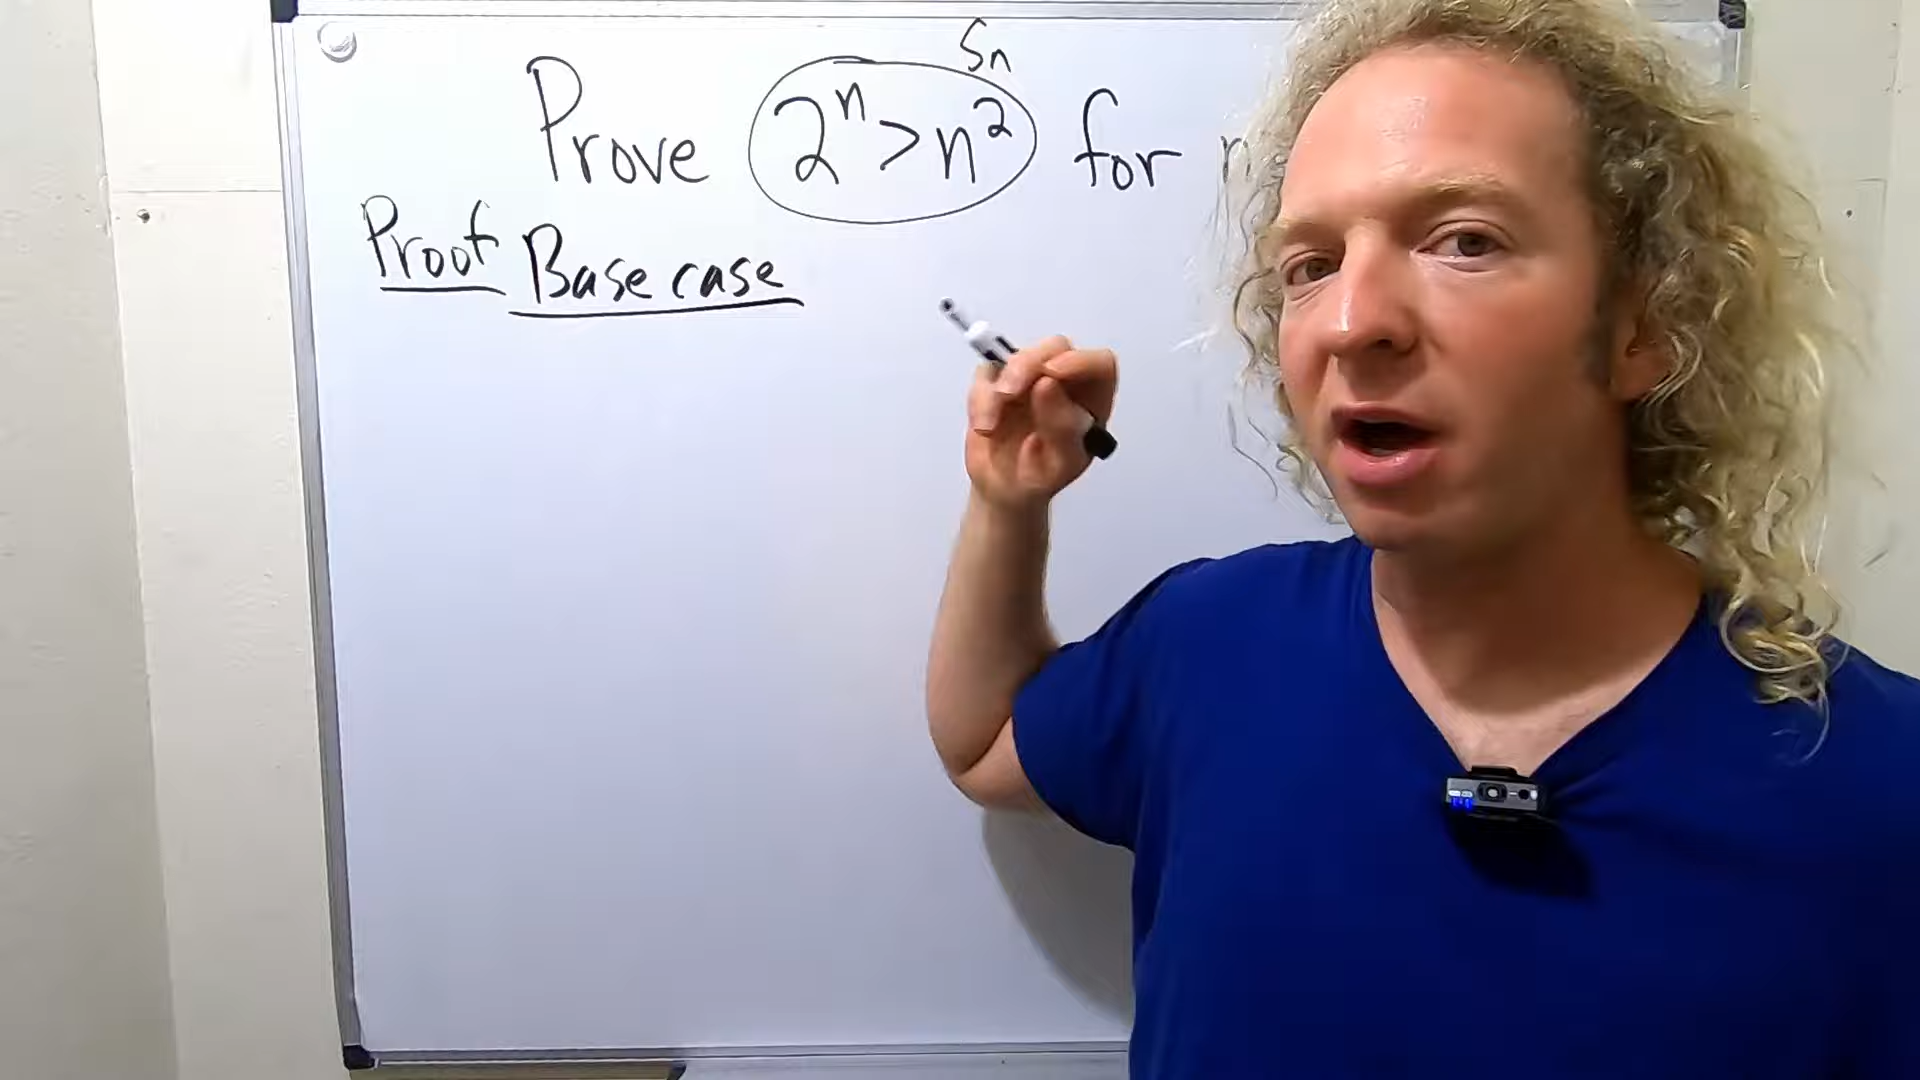 Sn
Prove 2ⁿ > n² for n
Proof Base case